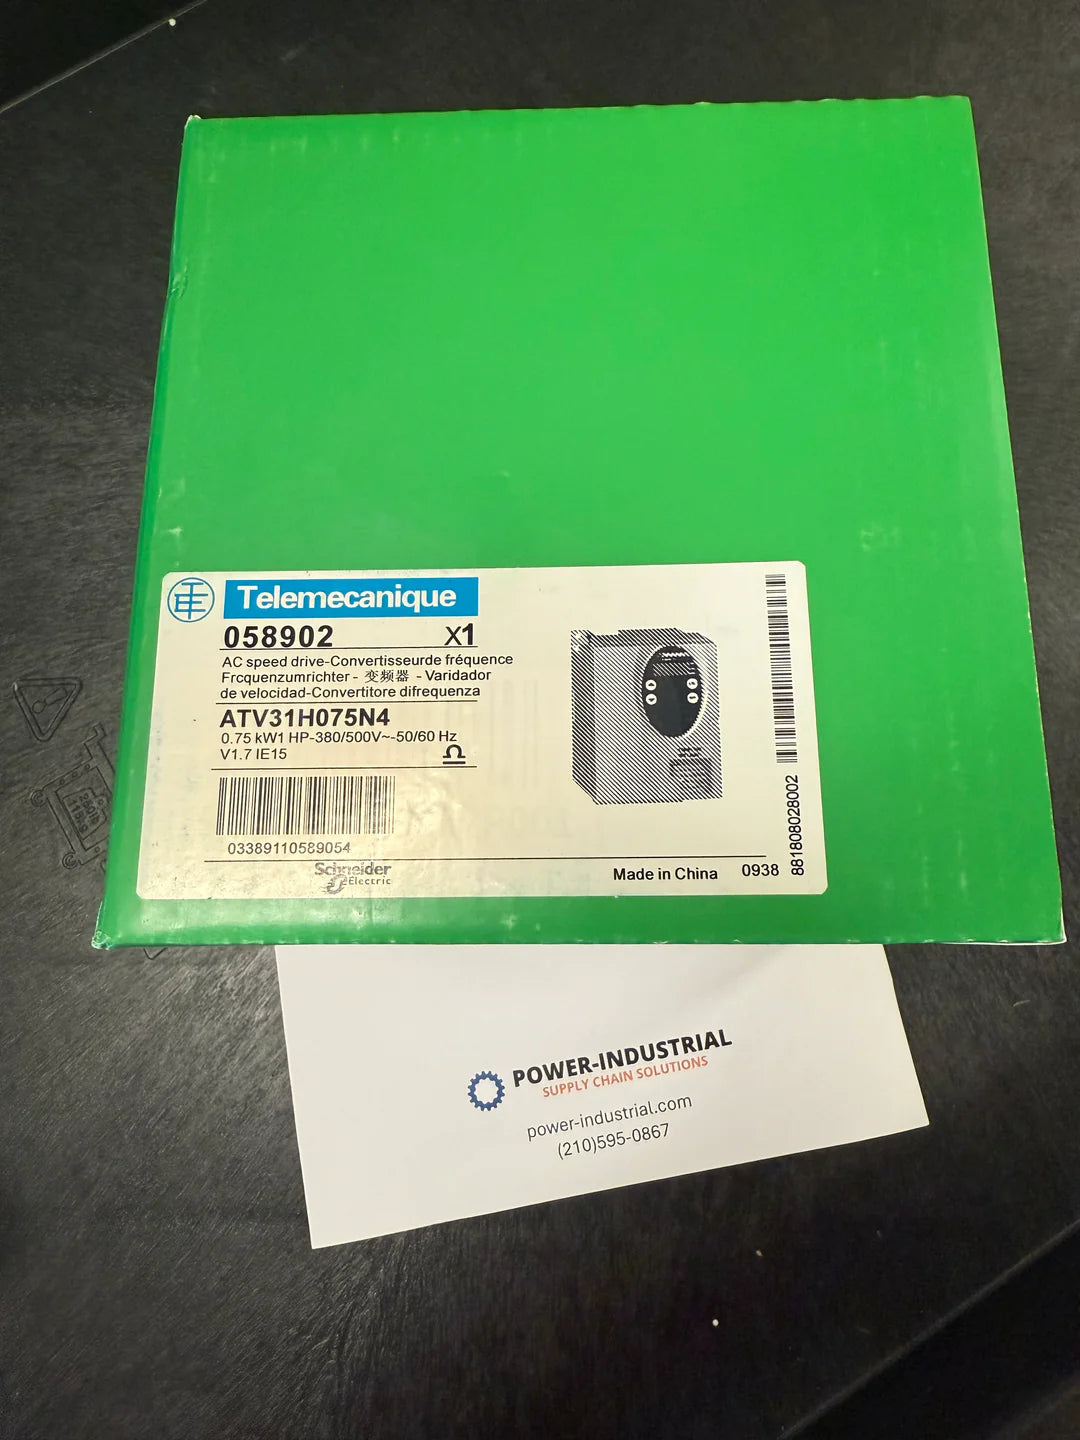 Telemecanique
058902 X1
AC speed drive-Convertisseurde fréquence
Frcquenzumrichter - 变频器 - Varidador
de velocidad-Convertitore difrequenza
ATV31H075N4
0.75 kW1 HP-380/500V~-50/60 Hz
V1.7 IE15
03389110589054
Schneider
Electric
Made in China 0938
881808028002
POWER-INDUSTRIAL
SUPPLY CHAIN SOLUTIONS
power-industrial.com
(210)595-0867